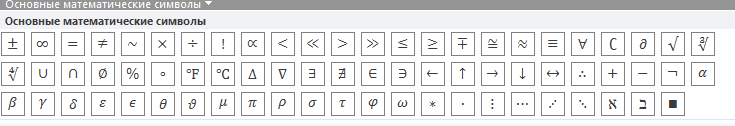 Основные математические символы
Основные математические символы
± ∞ = ≠ ~ × ÷ ! ∝ < ≪ > ≫ ≤ ≥ ∓ ≅ ≈ ≡ ∀ ∁ ∂ √ ∛
∜ ∪ ∩ ∅ % ° °F °C ∆ ∇ ∃ ∄ ∈ ∋ ← ↑ → ↓ ↔ ∴ + − ¬ α
β γ δ ε ϵ θ ϑ μ π ρ σ τ φ ω * ∙ ⋮ ⋯ ⋰ ⋱ ℵ ℶ ∎